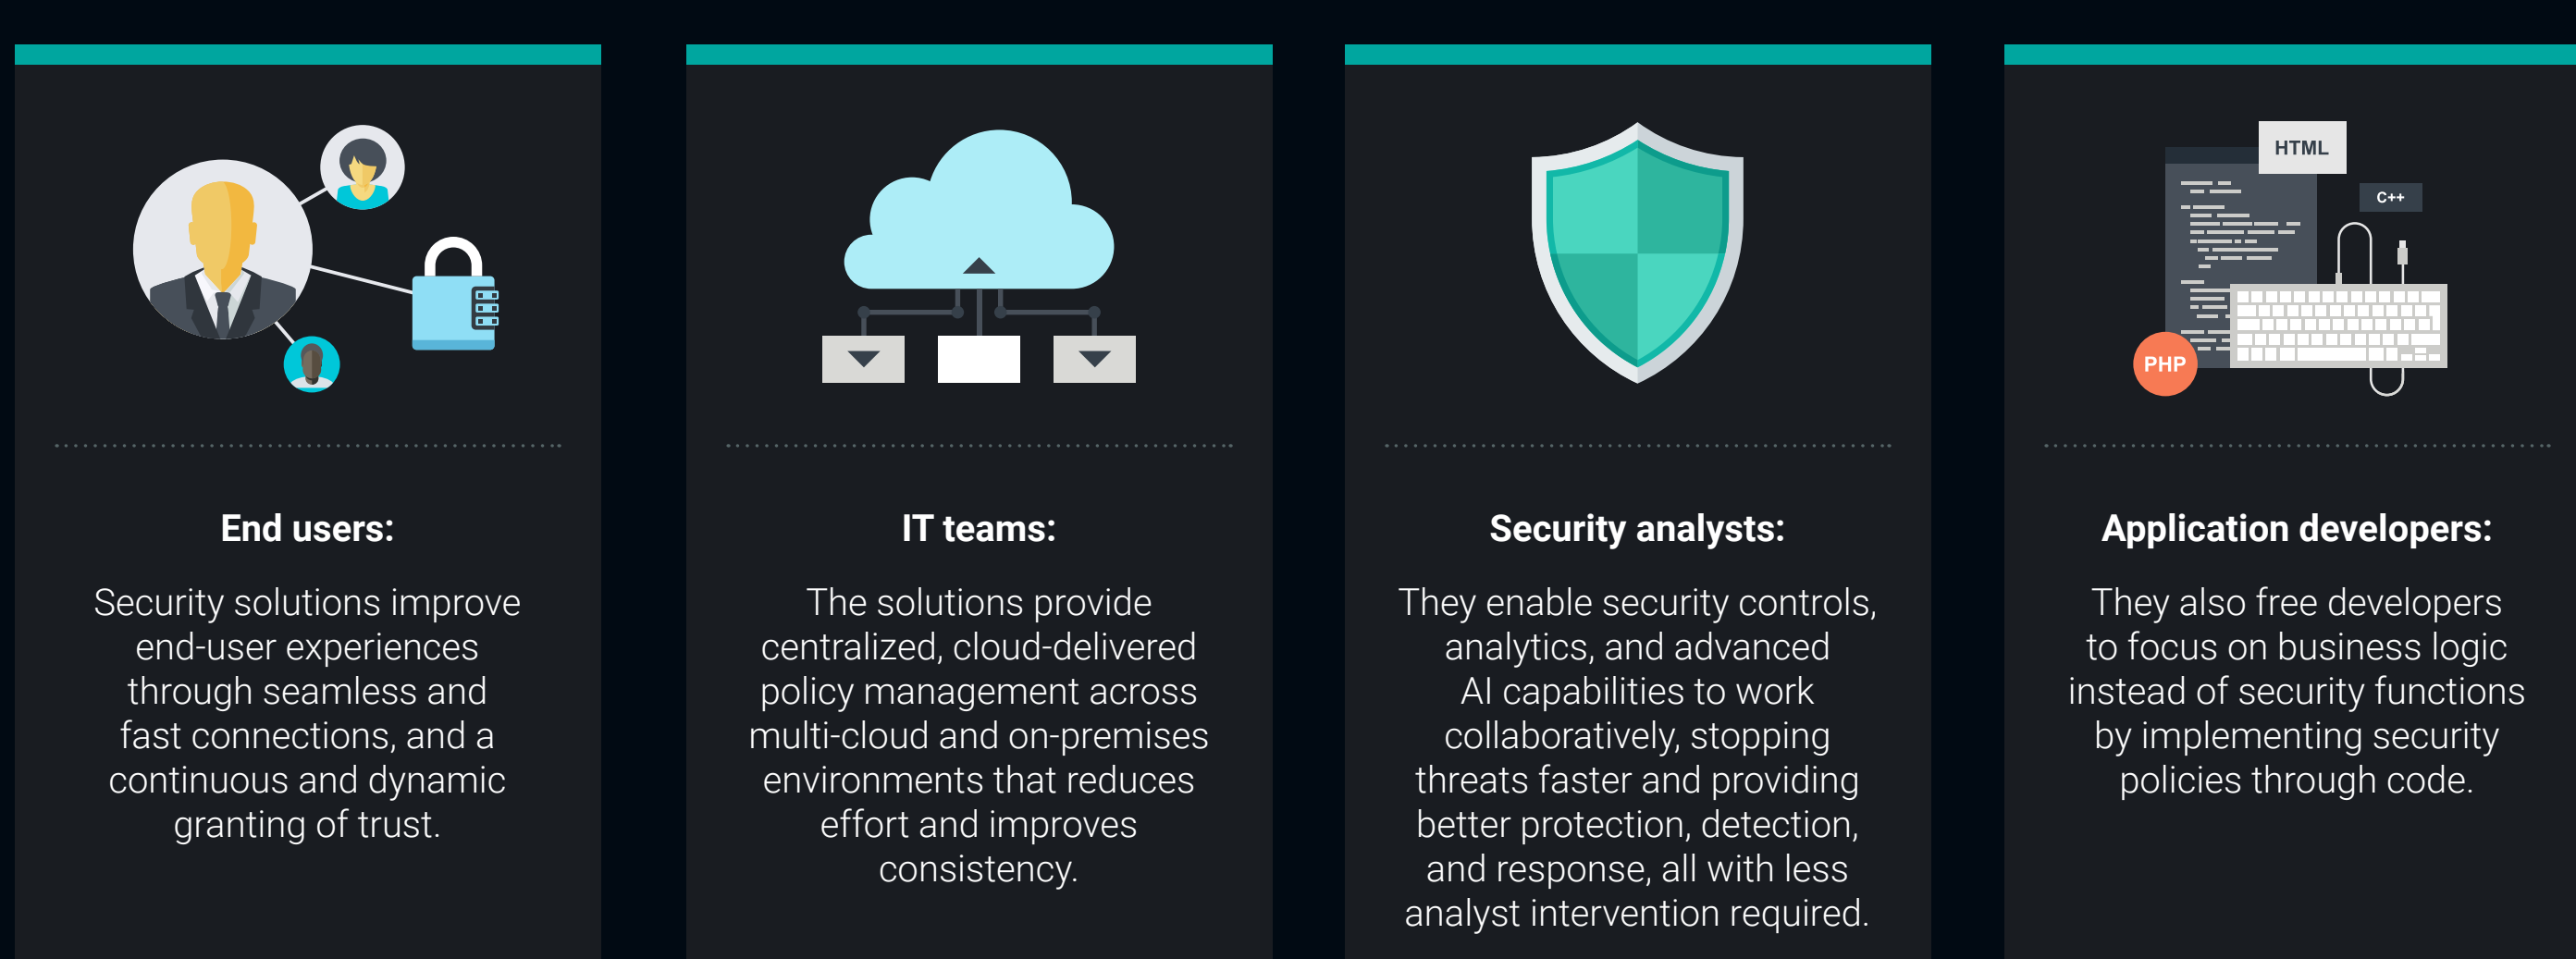 End users:
Security solutions improve
end-user experiences
through seamless and
fast connections, and a
continuous and dynamic
granting of trust.
IT teams:
The solutions provide
centralized, cloud-delivered
policy management across
multi-cloud and on-premises
environments that reduces
effort and improves
consistency.
Security analysts:
They enable security controls,
analytics, and advanced
AI capabilities to work
collaboratively, stopping
threats faster and providing
better protection, detection,
and response, all with less
analyst intervention required.
HTML
C++
PHP
Application developers:
They also free developers
to focus on business logic
instead of security functions
by implementing security
policies through code.